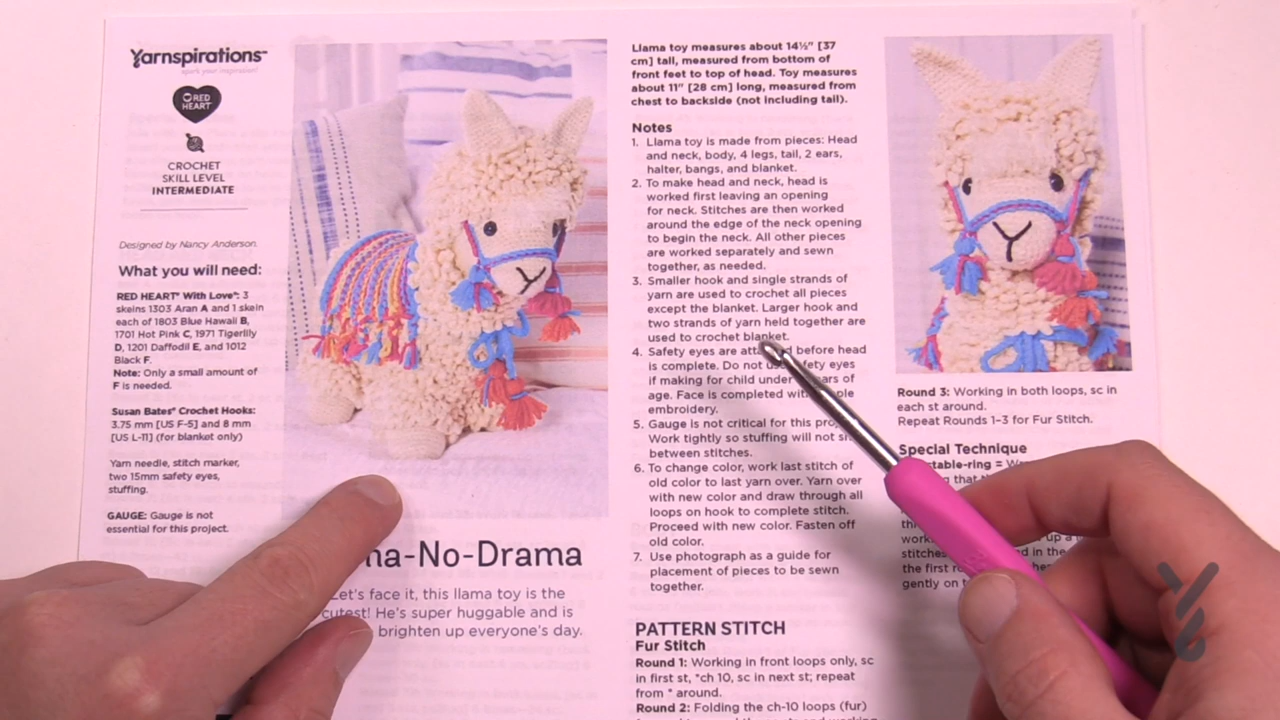 Yarnspirations™
spark your inspiration!
RED
HEART
CROCHET
SKILL LEVEL
INTERMEDIATE
Designed by Nancy Anderson.
What you will need:
RED HEART® With Love®: 3
skeins 1303 Aran A and 1 skein
each of 1803 Blue Hawaii B,
1701 Hot Pink C, 1971 Tigerlily
D, 1201 Daffodil E, and 1012
Black F.
Note: Only a small amount of
F is needed.
Susan Bates® Crochet Hooks:
3.75 mm [US F-5] and 8 mm
[US L-11] (for blanket only)
Yarn needle, stitch marker,
two 15mm safety eyes,
stuffing.
GAUGE: Gauge is not
essential for this project.
-No-Drama
Let's face it, this llama toy is the
cutest! He's super huggable and is
brighten up everyone's day.
Llama toy measures about 14½" [37
cm] tall, measured from bottom of
front feet to top of head. Toy measures
about 11" [28 cm] long, measured from
chest to backside (not including tail).
Notes
1. Llama toy is made from pieces: Head
and neck, body, 4 legs, tail, 2 ears,
halter, bangs, and blanket.
2. To make head and neck, head is
worked first leaving an opening
for neck. Stitches are then worked
around the edge of the neck opening
to begin the neck. All other pieces
are worked separately and sewn
together, as needed.
3. Smaller hook and single strands of
yarn are used to crochet all pieces
except the blanket. Larger hook and
two strands of yarn held together are
used to crochet blanket.
4. Safety eyes are before head
is complete. Do not eyes
if making for child under of
age. Face is completed
embroidery.
5. Gauge is not critical for this
Work tightly so stuffing will not
between stitches.
6. To change color, work last stitch of
old color to last yarn over. Yarn over
with new color and draw through all
loops on hook to complete stitch.
Proceed with new color. Fasten off
old color.
7. Use photograph as a guide for
placement of pieces to be sewn
together.
PATTERN STITCH
Fur Stitch
Round 1: Working in front loops only, sc
in first st, *ch 10, sc in next st; repeat
from * around.
Round 2: Folding the ch-10 loops (fur)
Round 3: Working in both loops, sc in
each st around.
Repeat Rounds 1–3 for Fur Stitch.
Special Technique
stable-ring =
that
up a
stitches in the
the first
gently on